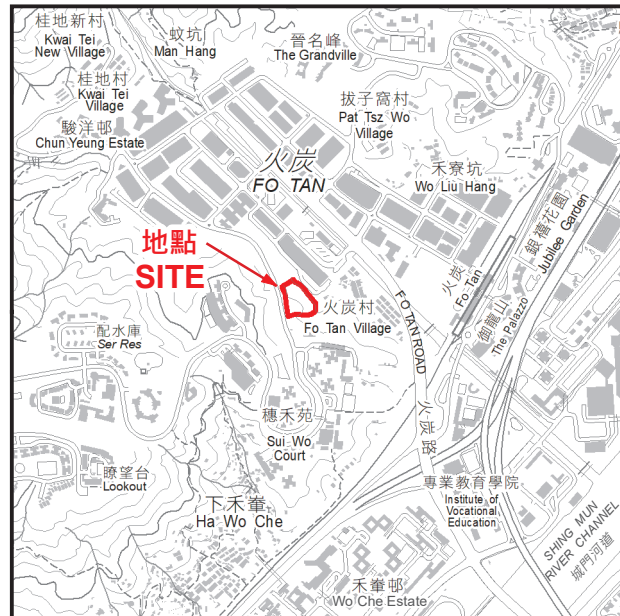 桂地新村
Kwai Tei
New Village
蚊坑
Man Hang
晉名峰
The Grandville
桂地村
Kwai Tei
Village
拔子窩村
Pat Tsz Wo
Village
駿洋邨
Chun Yeung Estate
火炭
FO TAN
禾寮坑
Wo Liu Hang
銀禧花園
Jubilee Garden
地點
SITE
火炭
Fo Tan
御龍山
The Palazzo
火炭村
Fo Tan Village
FO TAN ROAD
火炭路
配水庫
Ser Res
穗禾苑
Sui Wo
Court
瞭望台
Lookout
專業教育學院
Institute of
Vocational
Education
下禾輋
Ha Wo Che
SHING MUN
RIVER CHANNEL
城門河道
禾輋邨
Wo Che Estate